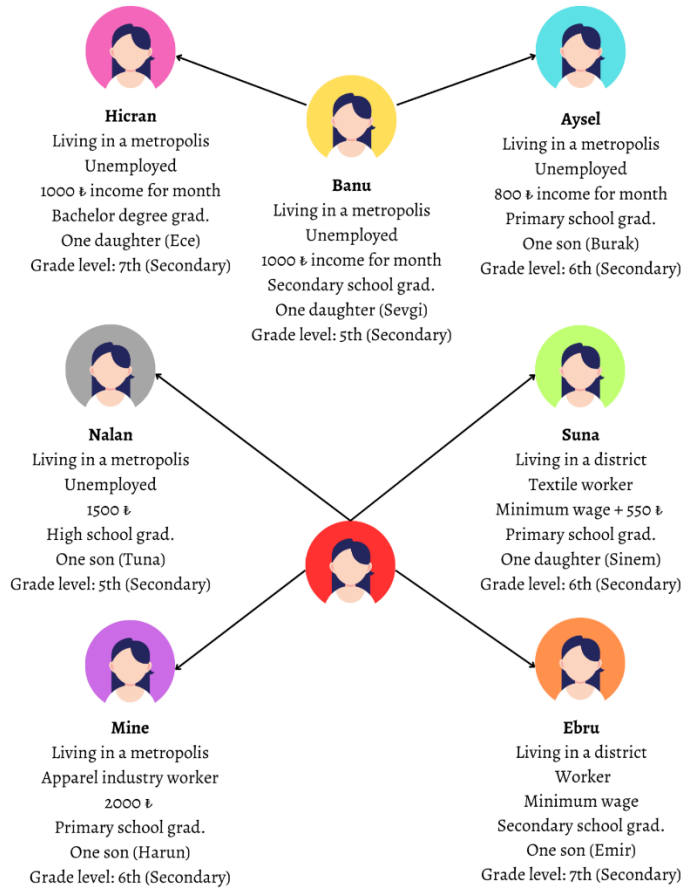 Hicran
Living in a metropolis
Unemployed
1000 ₺ income for month
Bachelor degree grad.
One daughter (Ece)
Grade level: 7th (Secondary)
Banu
Living in a metropolis
Unemployed
1000 ₺ income for month
Secondary school grad.
One daughter (Sevgi)
Grade level: 5th (Secondary)
Aysel
Living in a metropolis
Unemployed
800 ₺ income for month
Primary school grad.
One son (Burak)
Grade level: 6th (Secondary)
Nalan
Living in a metropolis
Unemployed
1500 ₺
High school grad.
One son (Tuna)
Grade level: 5th (Secondary)
Suna
Living in a district
Textile worker
Minimum wage + 550 ₺
Primary school grad.
One daughter (Sinem)
Grade level: 6th (Secondary)
Mine
Living in a metropolis
Apparel industry worker
2000 ₺
Primary school grad.
One son (Harun)
Grade level: 6th (Secondary)
Ebru
Living in a district
Worker
Minimum wage
Secondary school grad.
One son (Emir)
Grade level: 7th (Secondary)